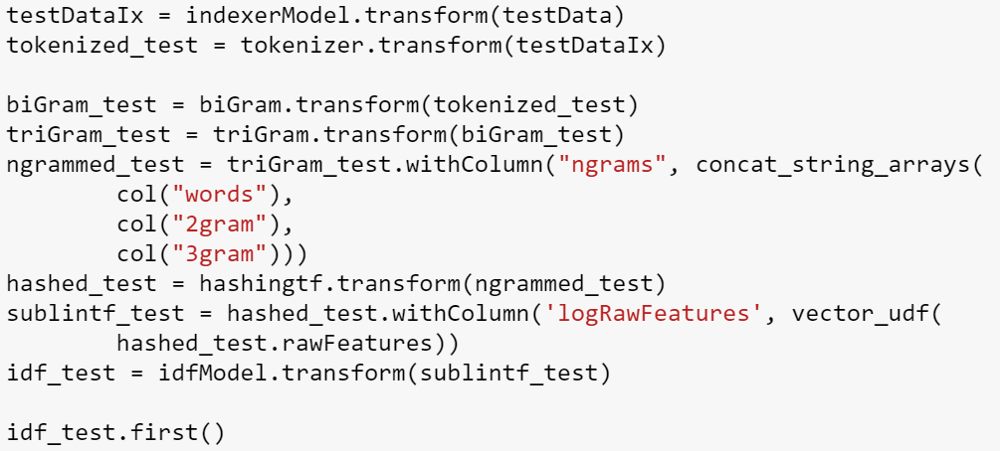 testDataIx = indexerModel.transform(testData)
tokenized_test = tokenizer.transform(testDataIx)

biGram_test = biGram.transform(tokenized_test)
triGram_test = triGram.transform(biGram_test)
ngrammed_test = triGram_test.withColumn("ngrams", concat_string_arrays(
        col("words"),
        col("2gram"),
        col("3gram")))
hashed_test = hashingtf.transform(ngrammed_test)
sublintf_test = hashed_test.withColumn('logRawFeatures', vector_udf(
        hashed_test.rawFeatures))
idf_test = idfModel.transform(sublintf_test)

idf_test.first()